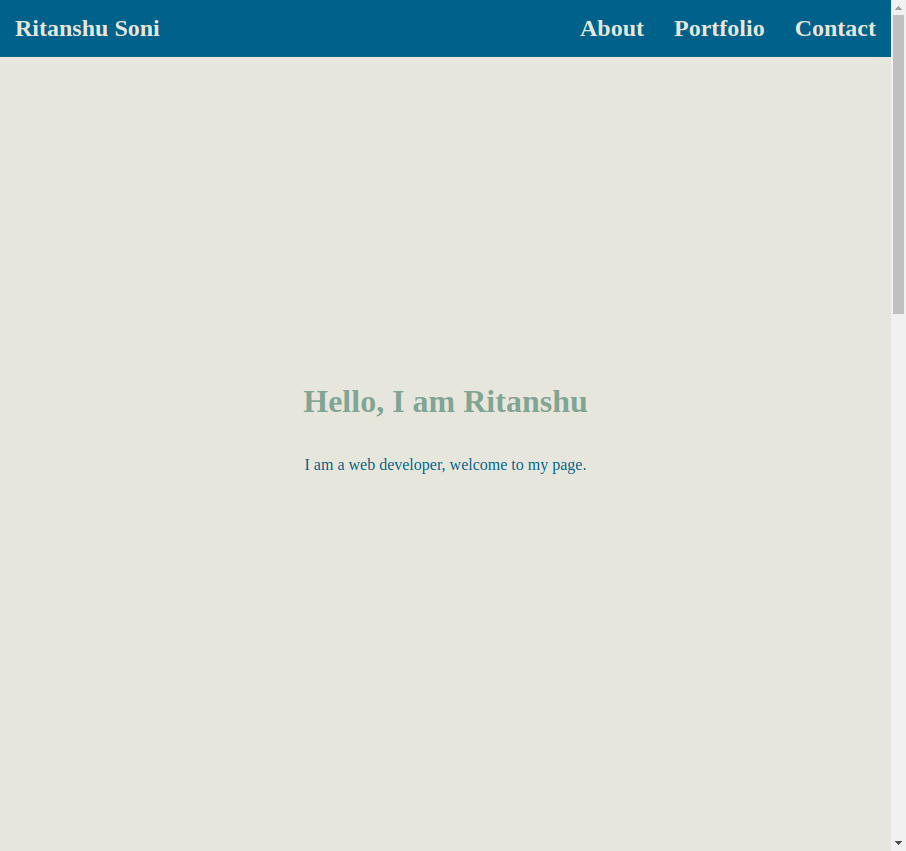 Ritanshu Soni About Portfolio Contact
Hello, I am Ritanshu
I am a web developer, welcome to my page.